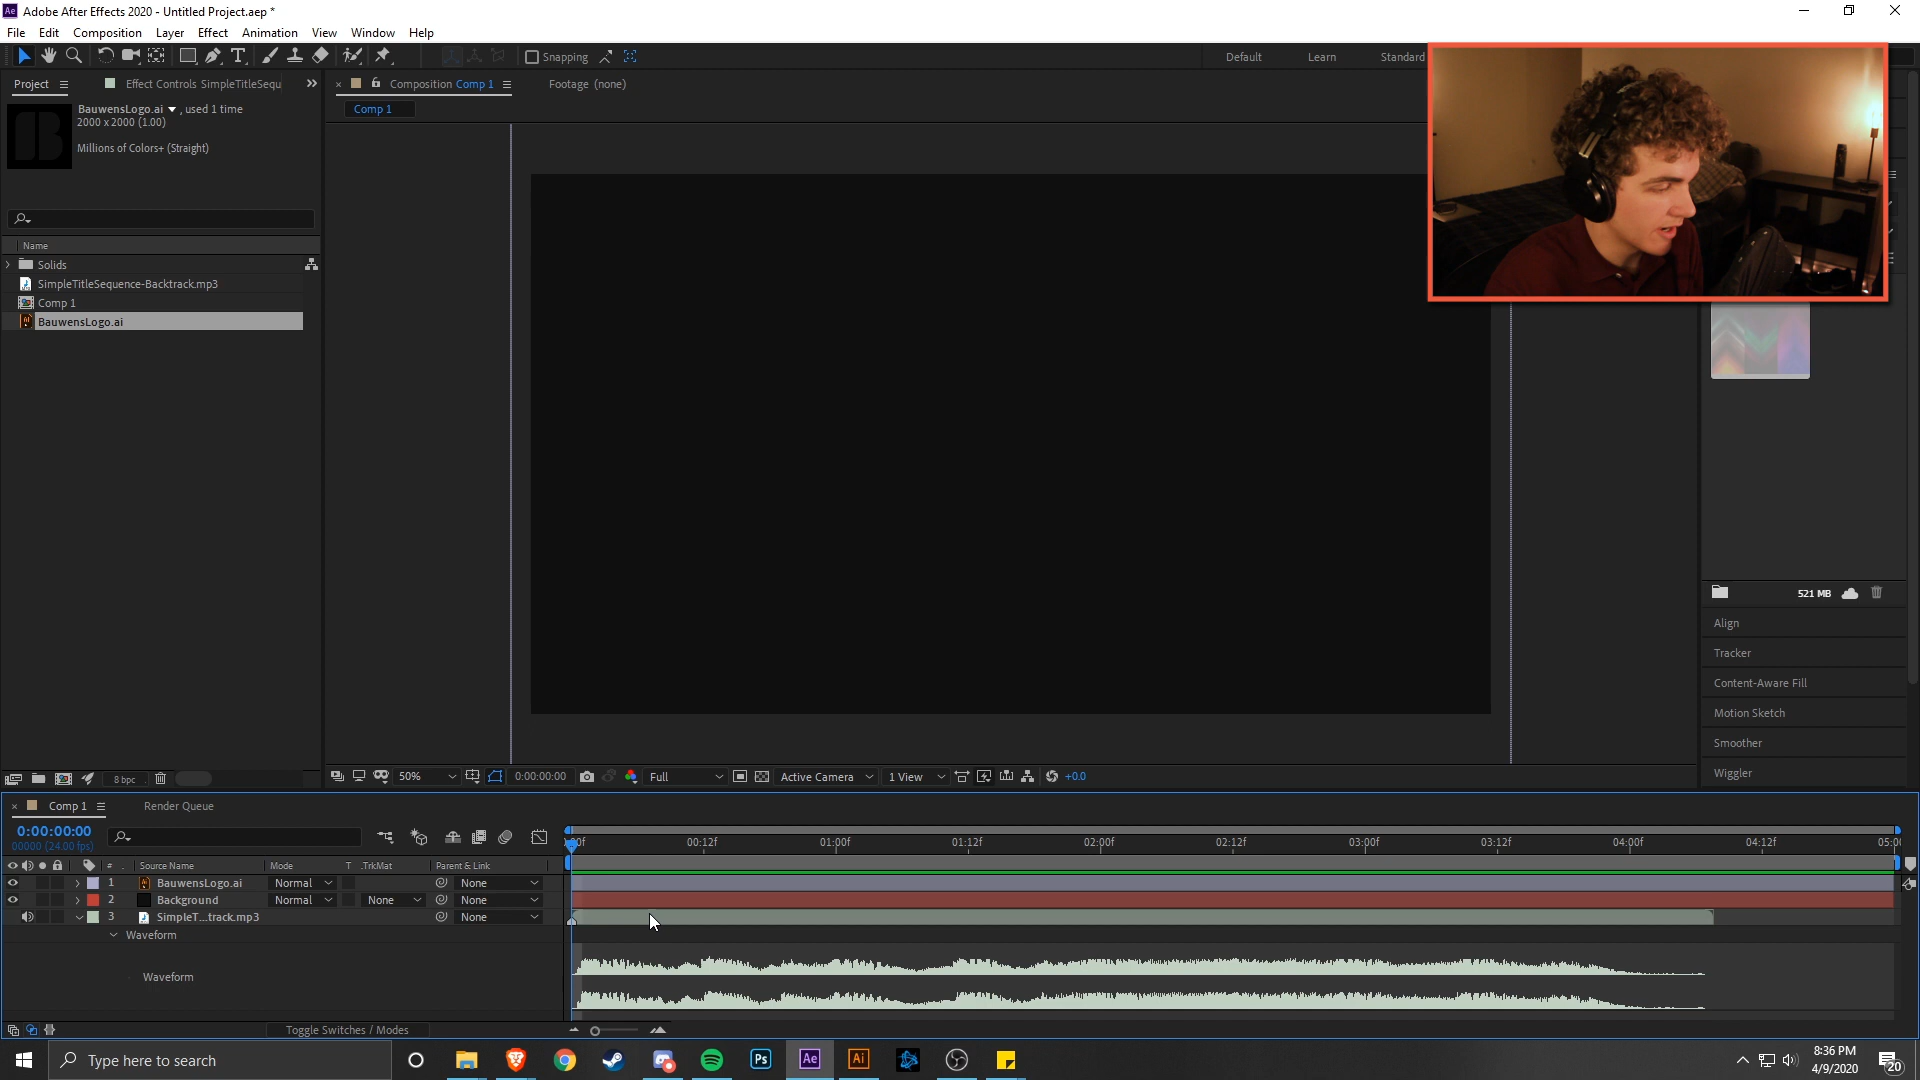 Adobe After Effects 2020 - Untitled Project.aep *
File Edit Composition Layer Effect Animation View Window Help
Snapping
Default Learn Standard
Project
Effect Controls SimpleTitleSequ
Composition Comp 1
Footage (none)
BauwensLogo.ai , used 1 time
2000 x 2000 (1.00)
Millions of Colors+ (Straight)
Comp 1
Name
Solids
SimpleTitleSequence-Backtrack.mp3
Comp 1
BauwensLogo.ai
521 MB
Align
Tracker
Content-Aware Fill
Motion Sketch
Smoother
Wiggler
8 bpc
50% 0:00:00:00 Full Active Camera 1 View +0.0
Comp 1 Render Queue
0:00:00:00
00000 (24.00 fps)
00:12f 01:00f 01:12f 02:00f 02:12f 03:00f 03:12f 04:00f 04:12f
# Source Name Mode T .TrkMat Parent & Link
1 BauwensLogo.ai Normal None
2 Background Normal None None
3 SimpleT...track.mp3 None
Waveform
Waveform
Toggle Switches / Modes
Type here to search
Ps Ae Ai
8:36 PM
4/9/2020
20